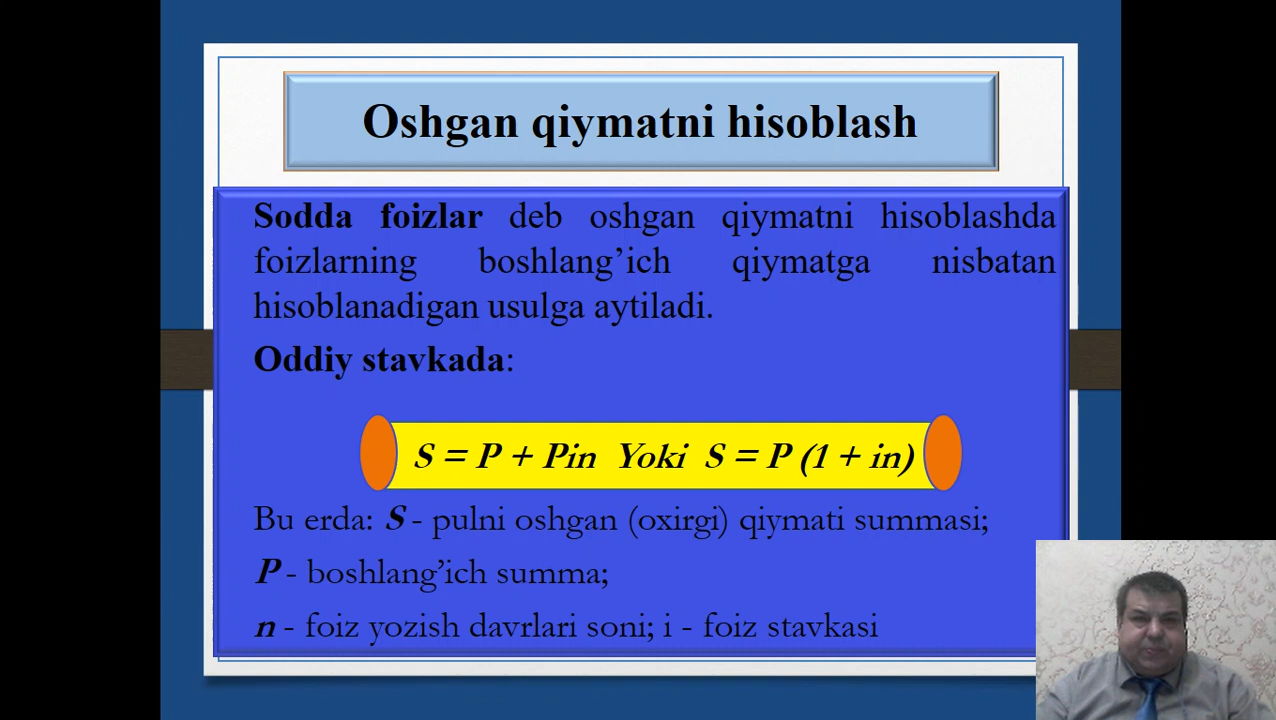 Oshgan qiymatni hisoblash
Sodda foizlar deb oshgan qiymatni hisoblashda
foizlarning boshlang’ich qiymatga nisbatan
hisoblanadigan usulga aytiladi.
Oddiy stavkada:
S = P + Pin Yoki S = P (1 + in)
Bu erda: S - pulni oshgan (oxirgi) qiymati summasi;
P - boshlang’ich summa;
n - foiz yozish davrlari soni; i - foiz stavkasi